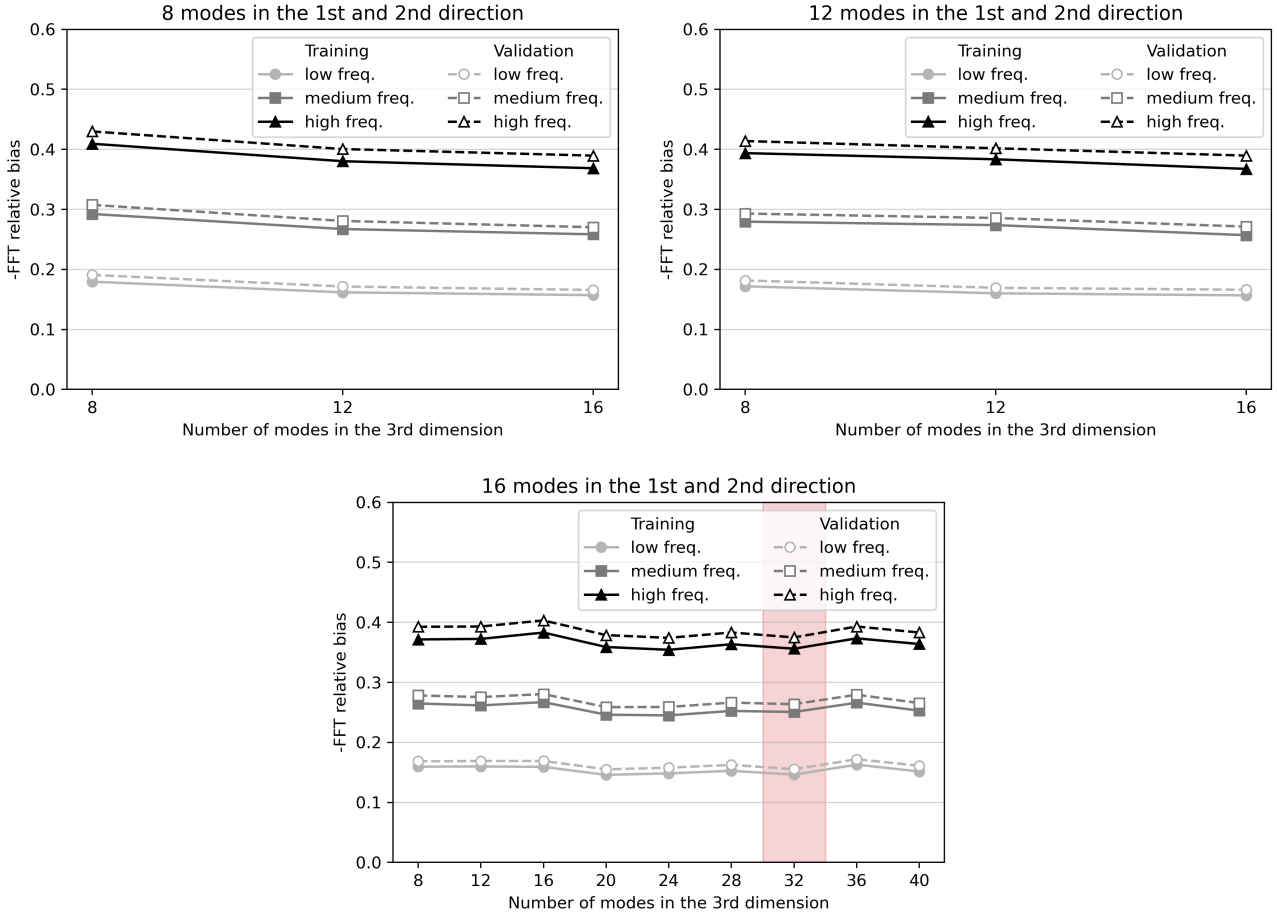 8 modes in the 1st and 2nd direction
0.6
0.5
0.4
0.3
0.2
0.1
0.0
-FFT relative bias
Training
low freq.
medium freq.
high freq.
Validation
low freq.
medium freq.
high freq.
8 12 16
Number of modes in the 3rd dimension
12 modes in the 1st and 2nd direction
0.6
0.5
0.4
0.3
0.2
0.1
0.0
-FFT relative bias
Training
low freq.
medium freq.
high freq.
Validation
low freq.
medium freq.
high freq.
8 12 16
Number of modes in the 3rd dimension
16 modes in the 1st and 2nd direction
0.6
0.5
0.4
0.3
0.2
0.1
0.0
-FFT relative bias
Training
low freq.
medium freq.
high freq.
Validation
low freq.
medium freq.
high freq.
8 12 16 20 24 28 32 36 40
Number of modes in the 3rd dimension